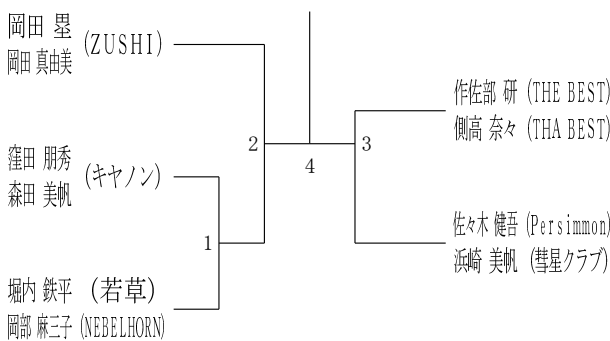 岡田 塁 (ZUSHI)
岡田 真由美
窪田 朋秀 (キヤノン)
森田 美帆
堀内 鉄平 (若草)
岡部 麻三子 (NEBELHORN)
1
2
4
3
作佐部 研 (THE BEST)
側高 奈々 (THA BEST)
佐々木 健吾 (Persimmon)
浜崎 美帆 (彗星クラブ)